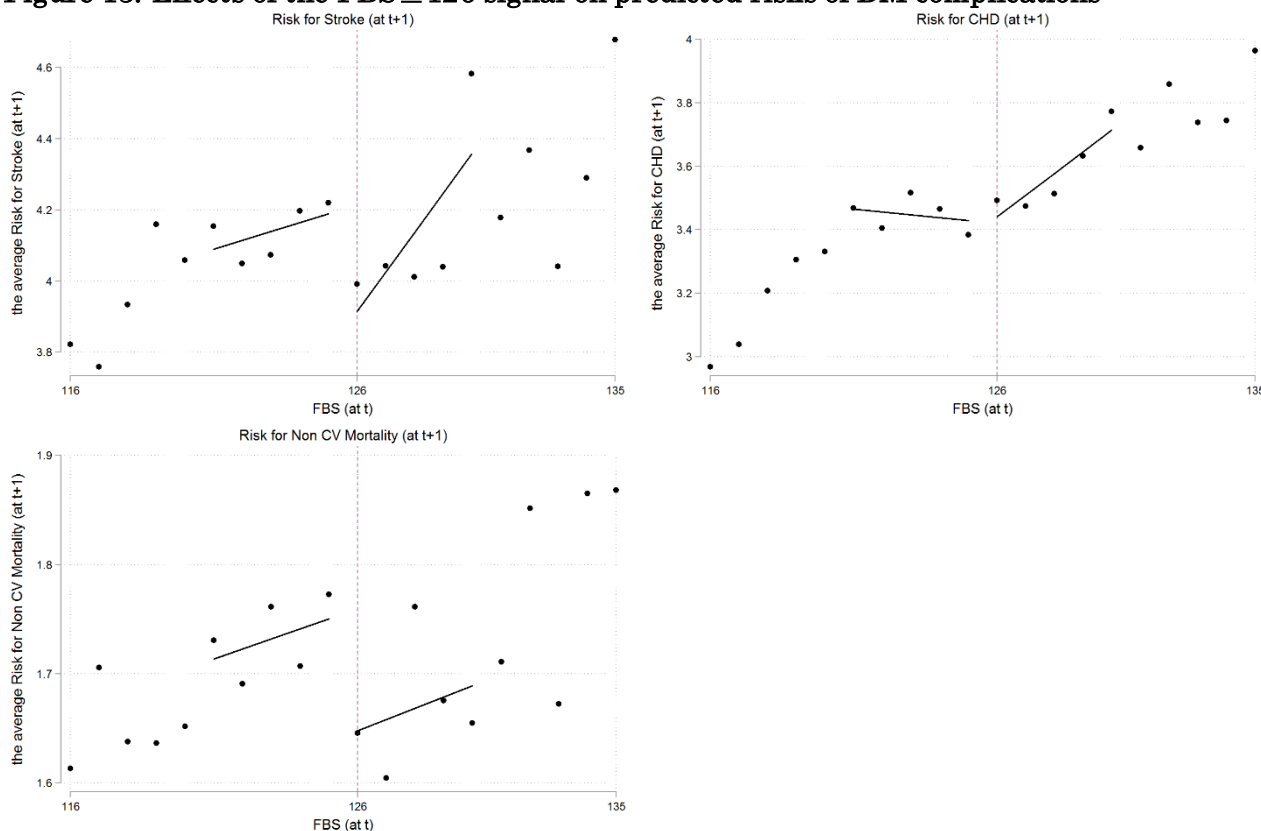 Figure 18: Effects of the FBS≥126 signal on predicted risks of DM complications
Risk for Stroke (at t+1)
the average Risk for Stroke (at t+1)
4.6
4.4
4.2
4
3.8
116
126
135
FBS (at t)
Risk for CHD (at t+1)
the average Risk for CHD (at t+1)
4
3.8
3.6
3.4
3.2
3
116
126
135
FBS (at t)
Risk for Non CV Mortality (at t+1)
the average Risk for Non CV Mortality (at t+1)
1.9
1.8
1.7
1.6
116
126
135
FBS (at t)